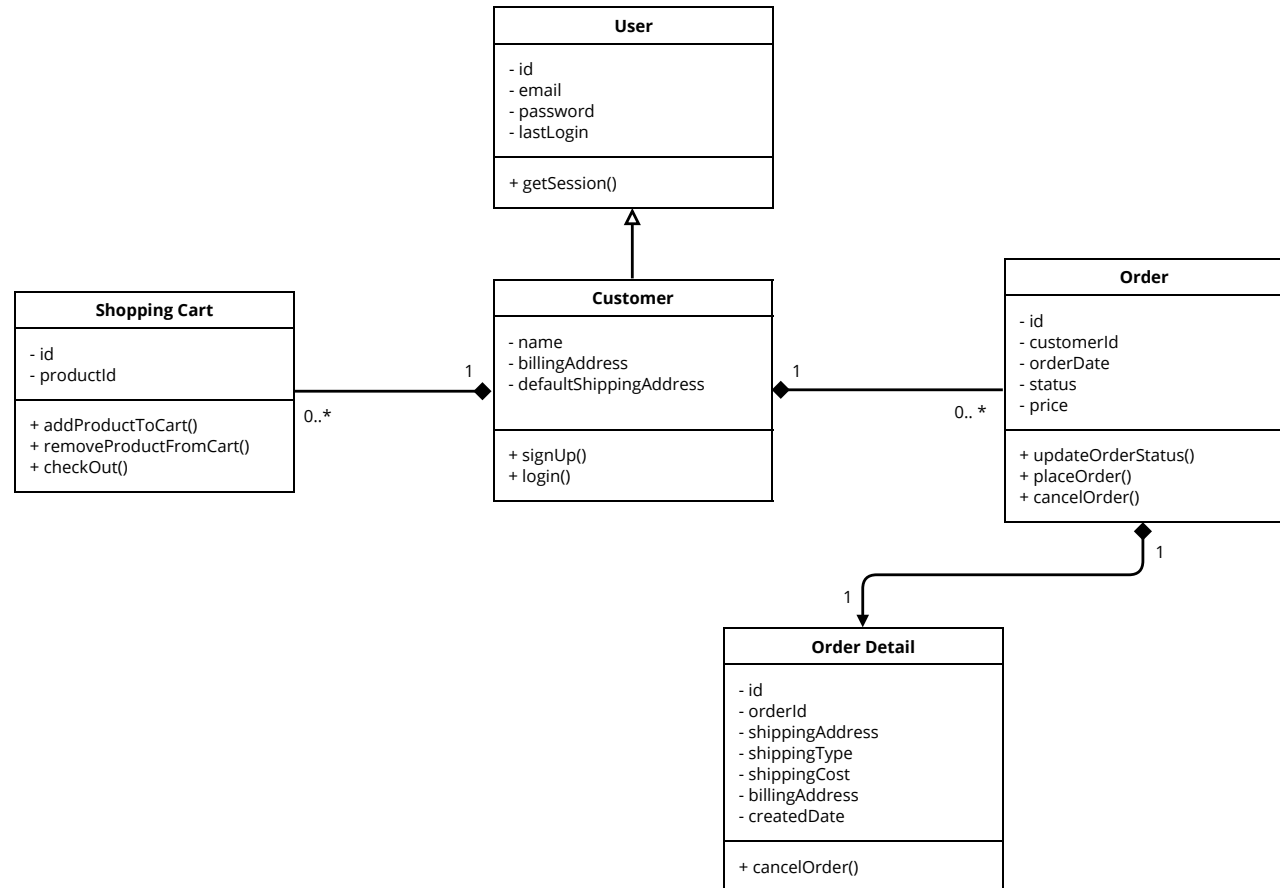 User
- id
- email
- password
- lastLogin
+ getSession()
Shopping Cart
- id
- productId
+ addProductToCart()
+ removeProductFromCart()
+ checkOut()
1
0..*
Customer
- name
- billingAddress
- defaultShippingAddress
+ signUp()
+ login()
1
0.. *
Order
- id
- customerId
- orderDate
- status
- price
+ updateOrderStatus()
+ placeOrder()
+ cancelOrder()
1
1
Order Detail
- id
- orderId
- shippingAddress
- shippingType
- shippingCost
- billingAddress
- createdDate
+ cancelOrder()